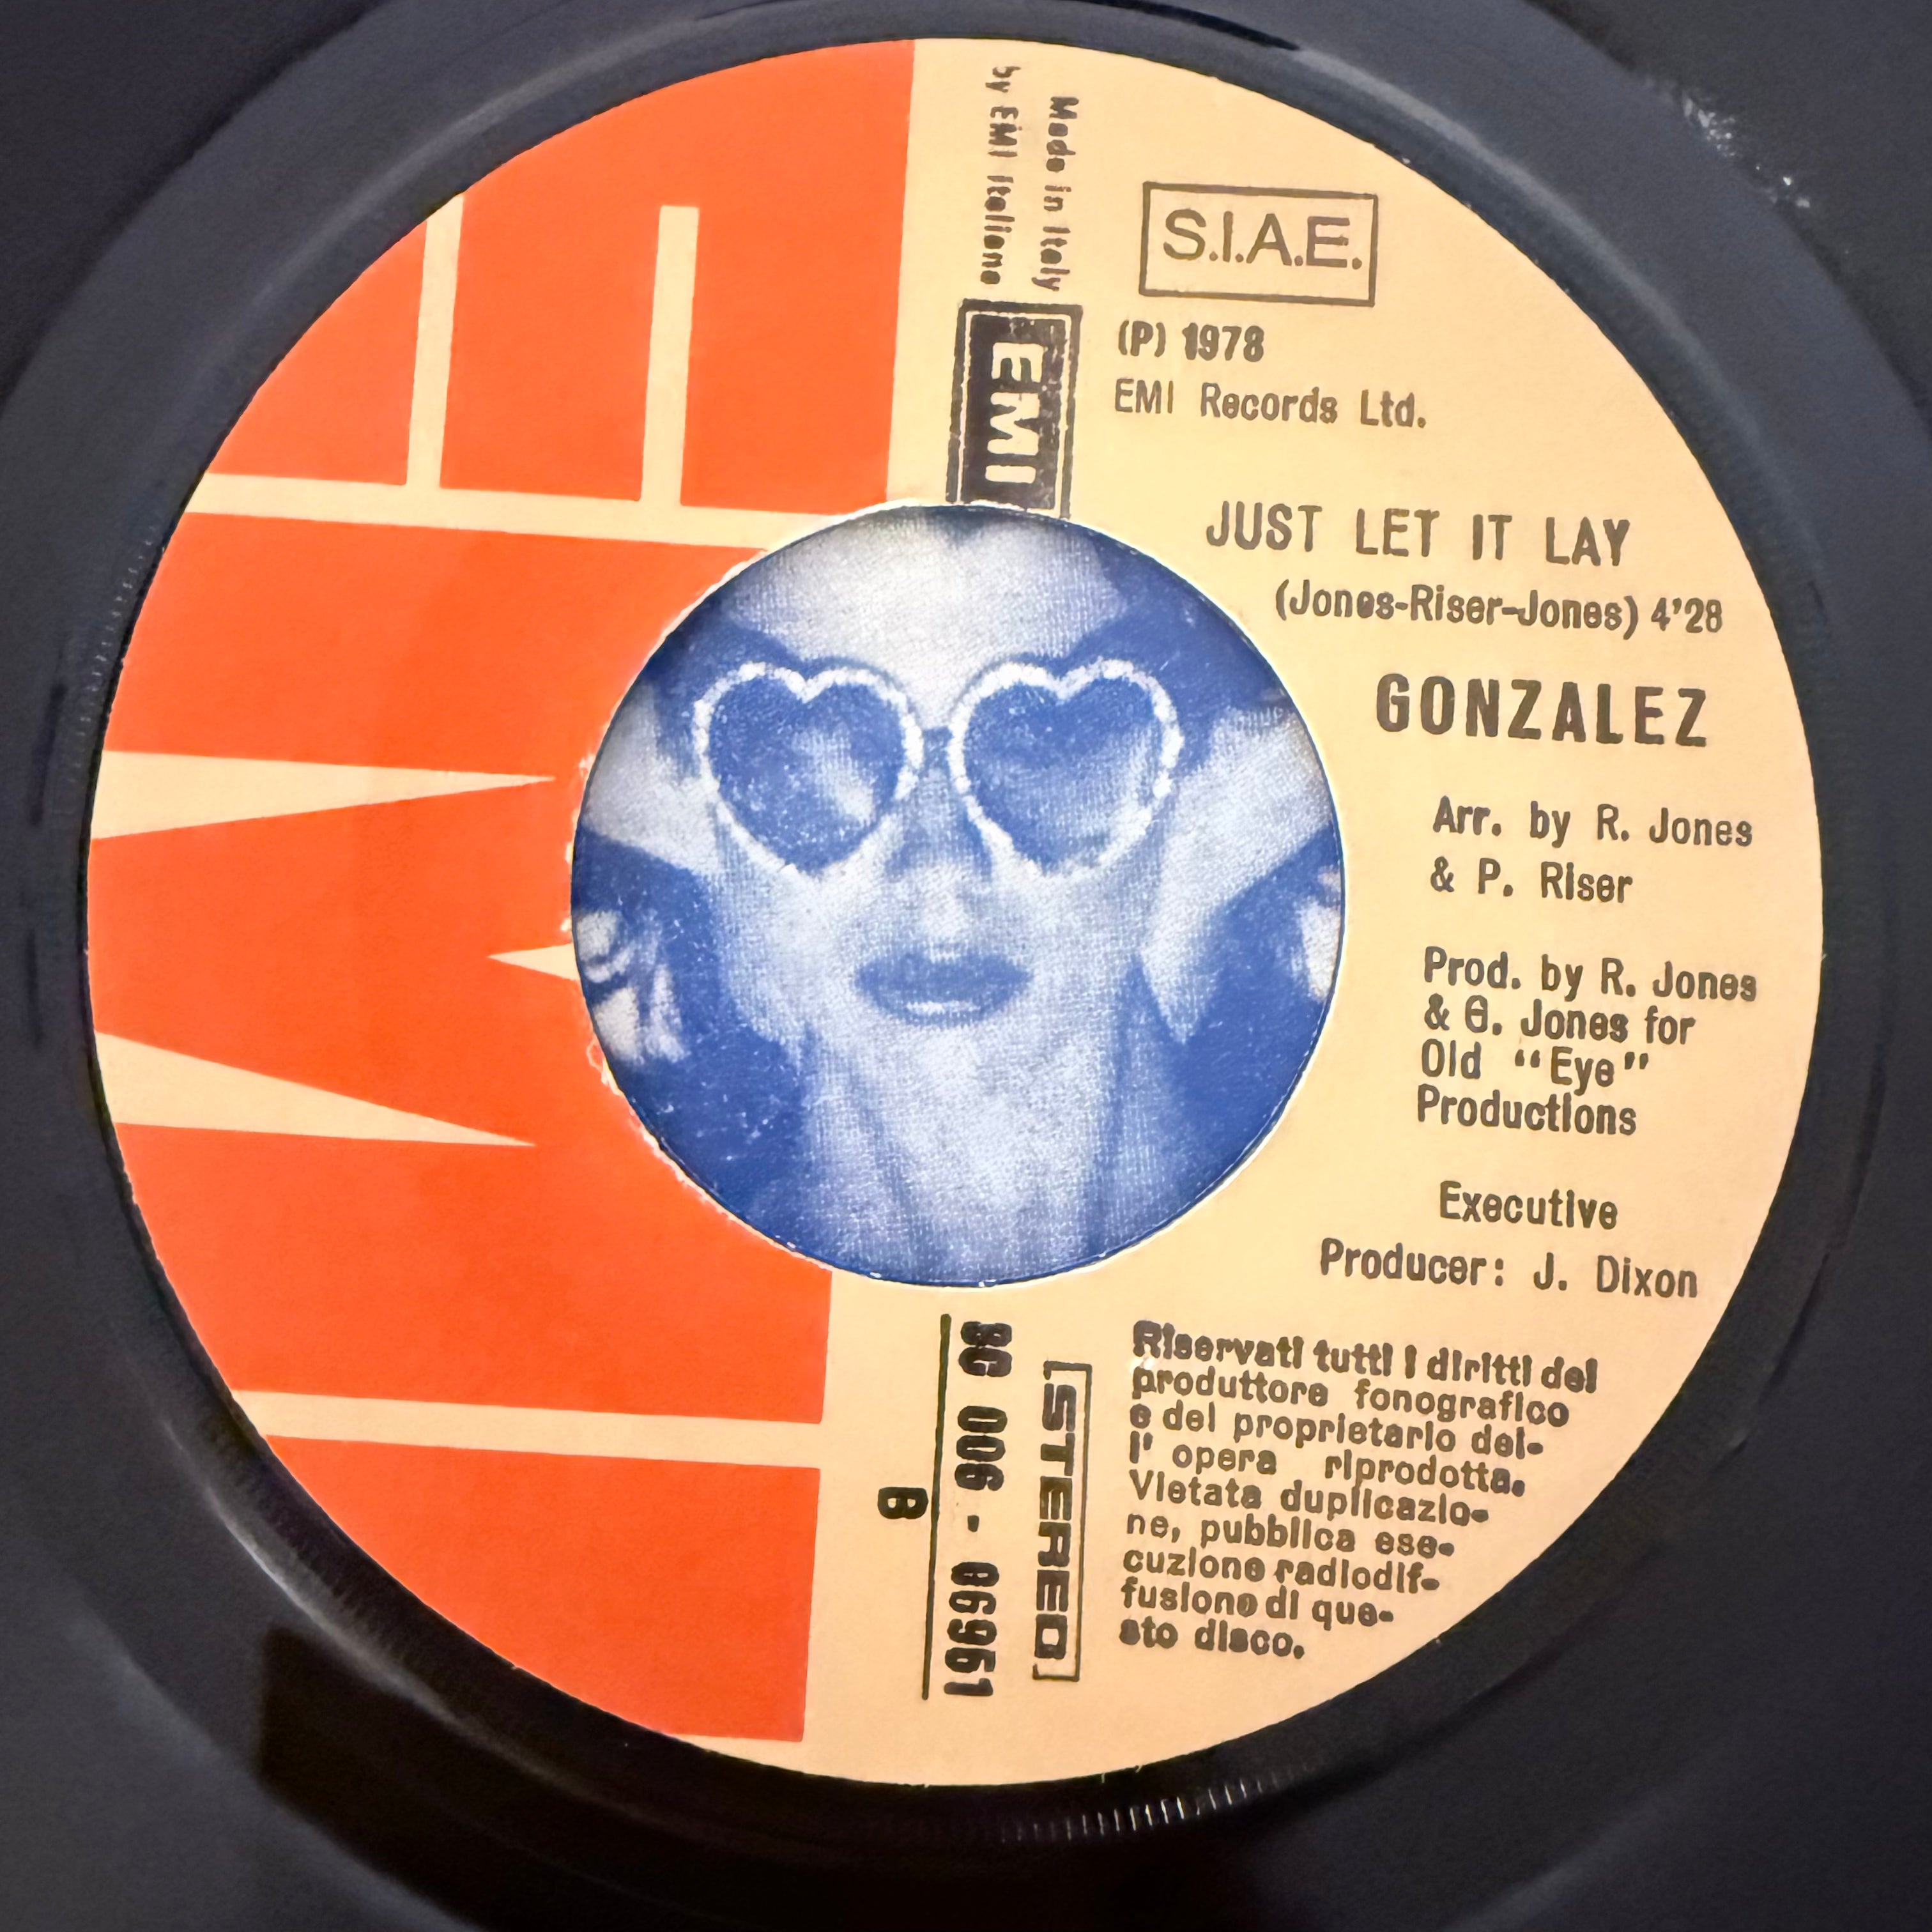 Made in Italy
by EMI Italiana
EMI
S.I.A.E.
(P) 1978
EMI Records Ltd.
JUST LET IT LAY
(Jones-Riser-Jones) 4'28
GONZALEZ
Arr. by R. Jones
& P. Riser
Prod. by R. Jones
& G. Jones for
Old “Eye”
Productions
Executive
Producer: J. Dixon
STEREO
3C 006 - 06961
B
Riservati tutti i diritti del
produttore fonografico
e del proprietario del-
l' opera riprodotta.
Vietata duplicazio-
ne, pubblica ese-
cuzione radiodif-
fusione di que-
sto disco.
EMI